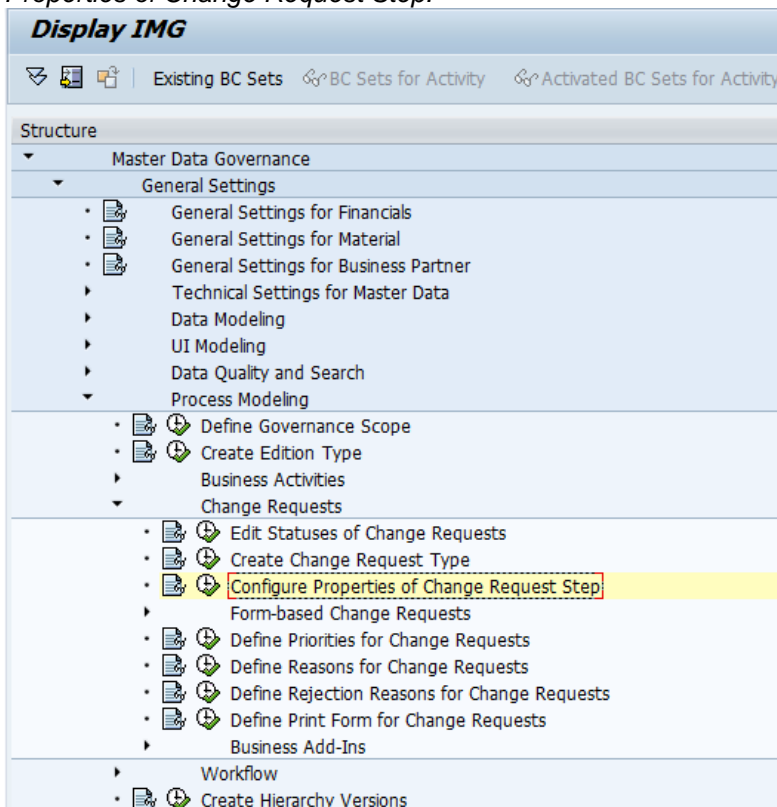 Properties of Change Request Step.
Display IMG
Existing BC Sets BC Sets for Activity Activated BC Sets for Activity
Structure
Master Data Governance
General Settings
General Settings for Financials
General Settings for Material
General Settings for Business Partner
Technical Settings for Master Data
Data Modeling
UI Modeling
Data Quality and Search
Process Modeling
Define Governance Scope
Create Edition Type
Business Activities
Change Requests
Edit Statuses of Change Requests
Create Change Request Type
Configure Properties of Change Request Step
Form-based Change Requests
Define Priorities for Change Requests
Define Reasons for Change Requests
Define Rejection Reasons for Change Requests
Define Print Form for Change Requests
Business Add-Ins
Workflow
Create Hierarchy Versions